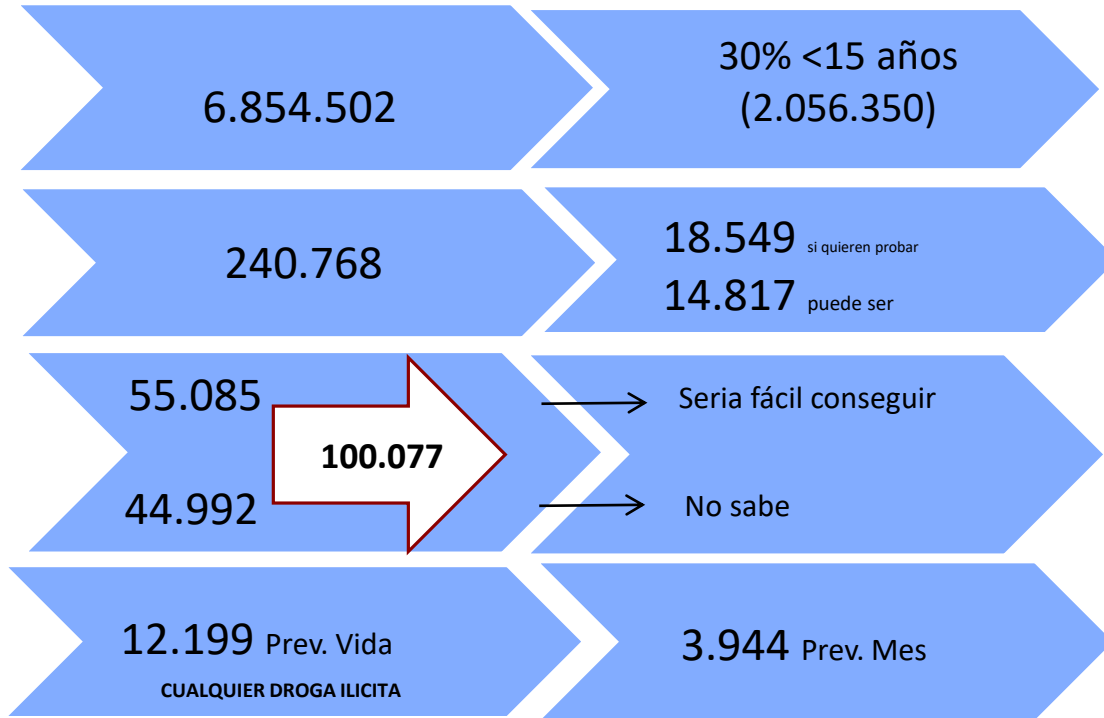 6.854.502
30% <15 años
(2.056.350)
240.768
18.549 si quieren probar
14.817 puede ser
55.085
Seria fácil conseguir
100.077
44.992
No sabe
12.199 Prev. Vida
CUALQUIER DROGA ILICITA
3.944 Prev. Mes